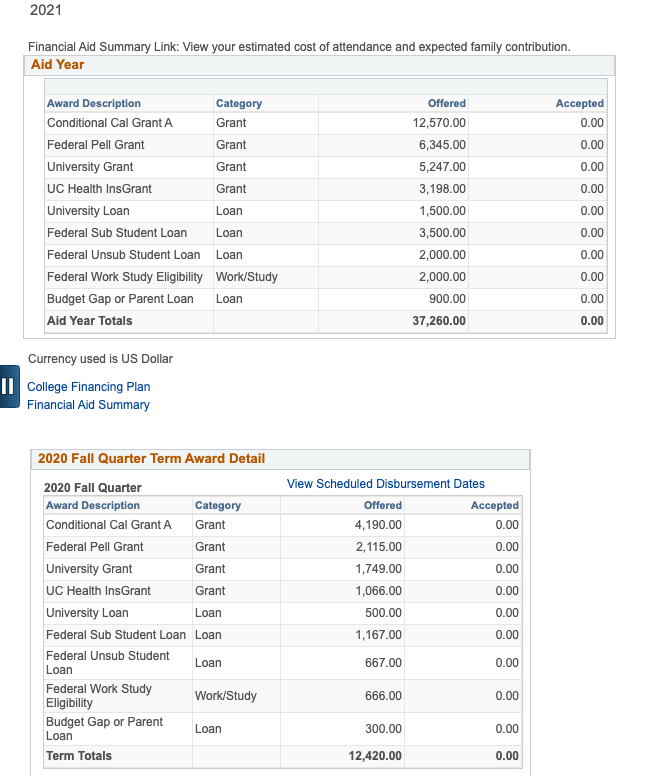 2021
Financial Aid Summary Link: View your estimated cost of attendance and expected family contribution.
Aid Year
Award Description Category Offered Accepted
Conditional Cal Grant A Grant 12,570.00 0.00
Federal Pell Grant Grant 6,345.00 0.00
University Grant Grant 5,247.00 0.00
UC Health InsGrant Grant 3,198.00 0.00
University Loan Loan 1,500.00 0.00
Federal Sub Student Loan Loan 3,500.00 0.00
Federal Unsub Student Loan Loan 2,000.00 0.00
Federal Work Study Eligibility Work/Study 2,000.00 0.00
Budget Gap or Parent Loan Loan 900.00 0.00
Aid Year Totals 37,260.00 0.00
Currency used is US Dollar
College Financing Plan
Financial Aid Summary
2020 Fall Quarter Term Award Detail
2020 Fall Quarter View Scheduled Disbursement Dates
Award Description Category Offered Accepted
Conditional Cal Grant A Grant 4,190.00 0.00
Federal Pell Grant Grant 2,115.00 0.00
University Grant Grant 1,749.00 0.00
UC Health InsGrant Grant 1,066.00 0.00
University Loan Loan 500.00 0.00
Federal Sub Student Loan Loan 1,167.00 0.00
Federal Unsub Student
Loan Loan 667.00 0.00
Federal Work Study
Eligibility Work/Study 666.00 0.00
Budget Gap or Parent
Loan Loan 300.00 0.00
Term Totals 12,420.00 0.00